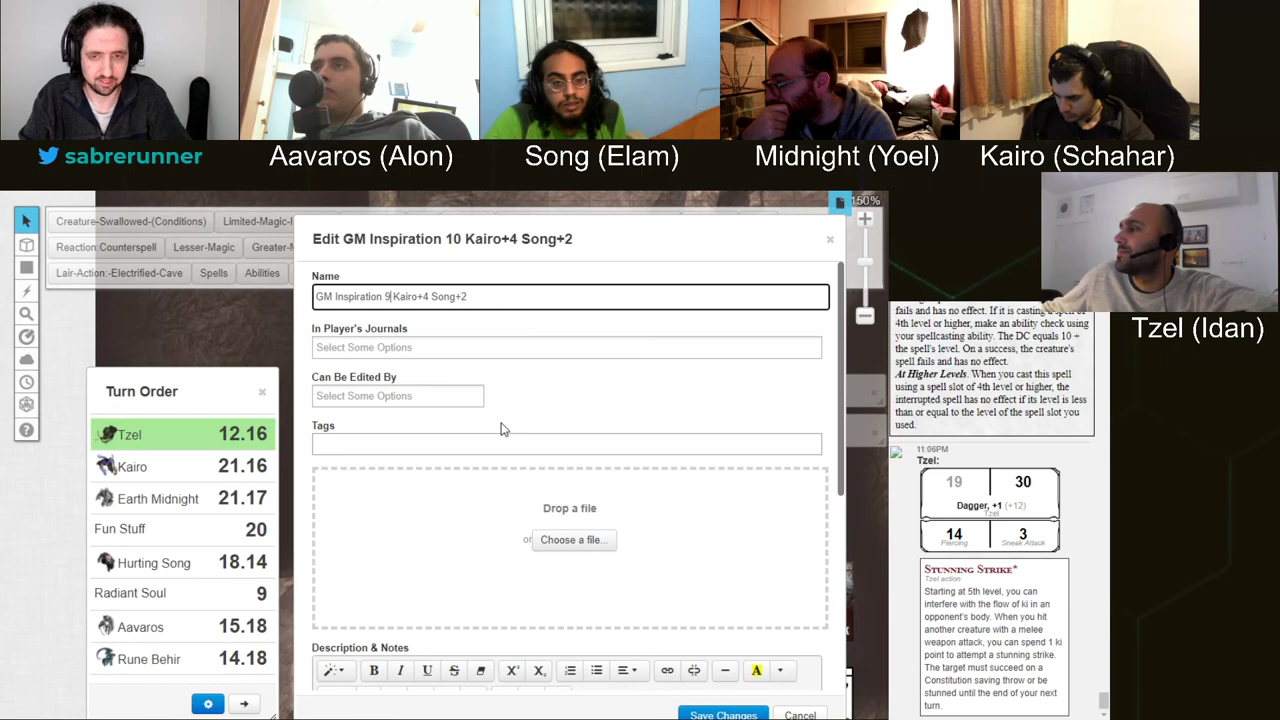 sabrerunner
Aavaros (Alon)
Song (Elam)
Midnight (Yoel)
Kairo (Schahar)
Tzel (Idan)
150%
Creature-Swallowed-(Conditions)
Limited-Magic-I
Reaction:Counterspell
Lesser-Magic
Greater-
Lair-Action:-Electrified-Cave
Spells
Abilities
Turn Order
Tzel 12.16
Kairo 21.16
Earth Midnight 21.17
Fun Stuff 20
Hurting Song 18.14
Radiant Soul 9
Aavaros 15.18
Rune Behir 14.18
Edit GM Inspiration 10 Kairo+4 Song+2
Name
GM Inspiration 9 Kairo+4 Song+2
In Player's Journals
Select Some Options
Can Be Edited By
Select Some Options
Tags
Drop a file
or Choose a file...
Description & Notes
Save Changes
Cancel
fails and has no effect. If it is casting a spell of
4th level or higher, make an ability check using
your spellcasting ability. The DC equals 10 +
the spell's level. On a success, the creature's
spell fails and has no effect.
At Higher Levels. When you cast this spell
using a spell slot of 4th level or higher, the
interrupted spell has no effect if its level is less
than or equal to the level of the spell slot you
used.
11:06PM
Tzel:
19 30
Dagger, +1 (+12)
Tzel
14 3
Piercing Sneak Attack
STUNNING STRIKE*
Tzel action
Starting at 5th level, you can
interfere with the flow of ki in an
opponent's body. When you hit
another creature with a melee
weapon attack, you can spend 1 ki
point to attempt a stunning strike.
The target must succeed on a
Constitution saving throw or be
stunned until the end of your next
turn.